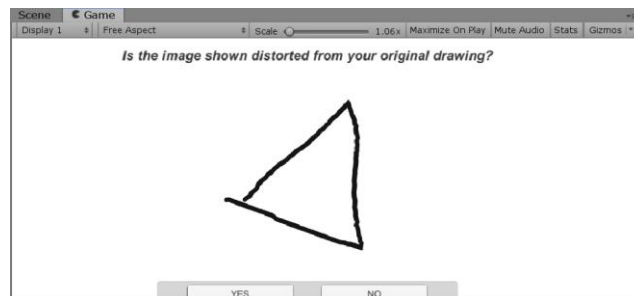 Scene Game
Display 1 Free Aspect Scale 1.06x Maximize On Play Mute Audio Stats Gizmos
Is the image shown distorted from your original drawing?
YES NO